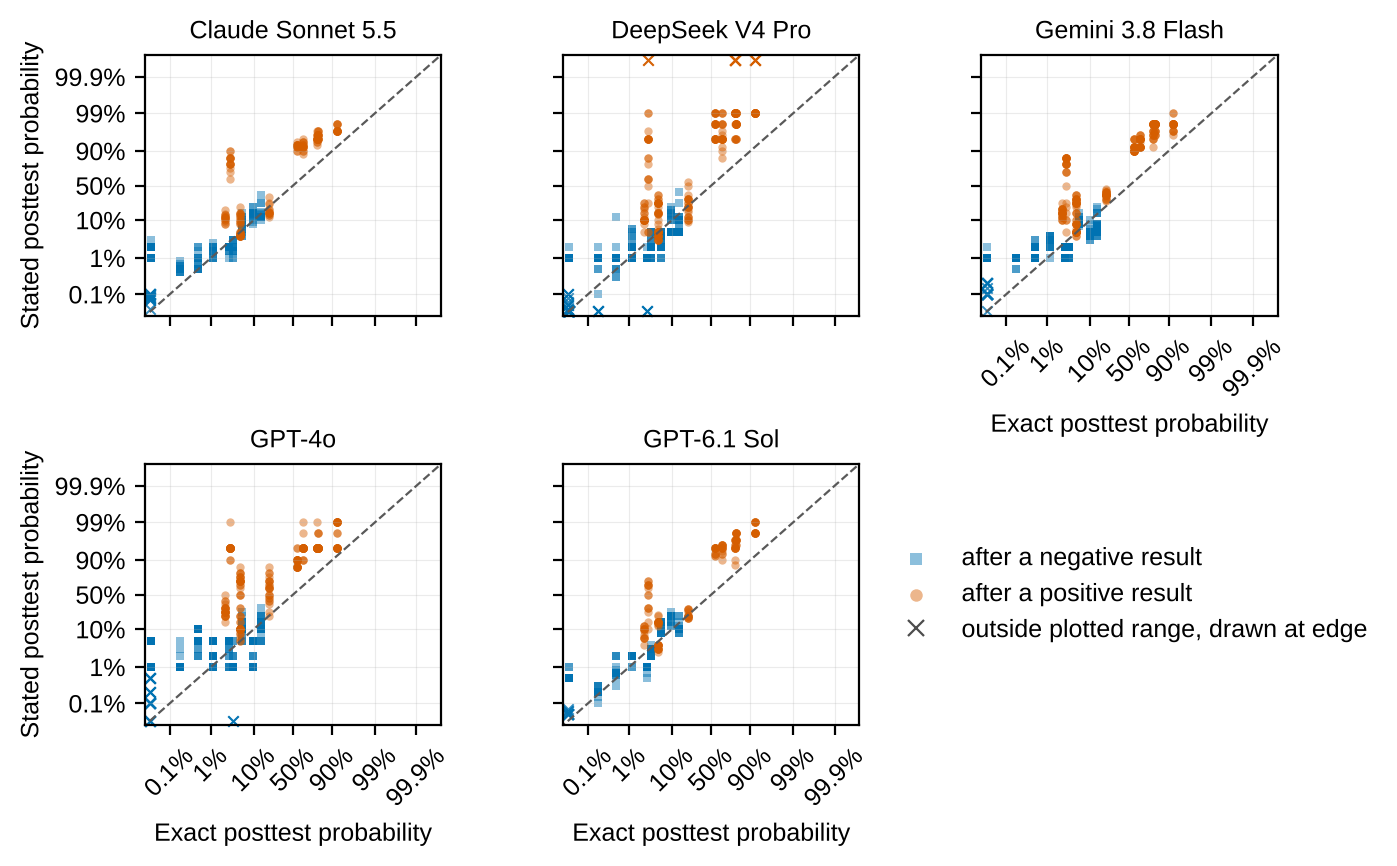 Claude Sonnet 5.5
DeepSeek V4 Pro
Gemini 3.8 Flash
Stated posttest probability
99.9%
99%
90%
50%
10%
1%
0.1%
0.1%
1%
10%
50%
90%
99%
99.9%
Exact posttest probability
GPT-4o
GPT-6.1 Sol
Stated posttest probability
99.9%
99%
90%
50%
10%
1%
0.1%
0.1%
1%
10%
50%
90%
99%
99.9%
Exact posttest probability
0.1%
1%
10%
50%
90%
99%
99.9%
Exact posttest probability
after a negative result
after a positive result
outside plotted range, drawn at edge